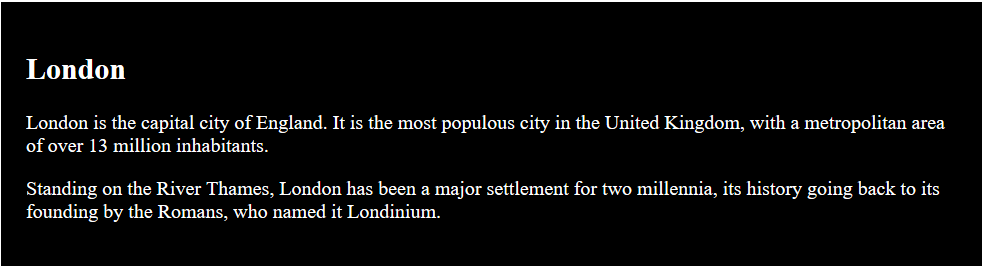 London
London is the capital city of England. It is the most populous city in the United Kingdom, with a metropolitan area
of over 13 million inhabitants.
Standing on the River Thames, London has been a major settlement for two millennia, its history going back to its
founding by the Romans, who named it Londinium.